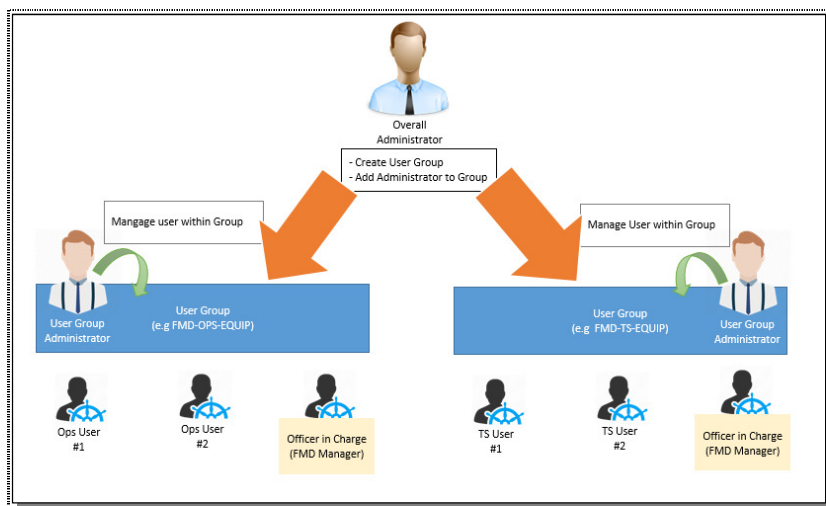 Overall
Administrator
- Create User Group
- Add Administrator to Group
Mangage user within Group
Manage User within Group
User Group
Administrator
User Group
(e.g FMD-OPS-EQUIP)
User Group
(e.g  FMD-TS-EQUIP)
User Group
Administrator
Ops User
#1
Ops User
#2
Officer in Charge
(FMD Manager)
TS User
#1
TS User
#2
Officer in Charge
(FMD Manager)